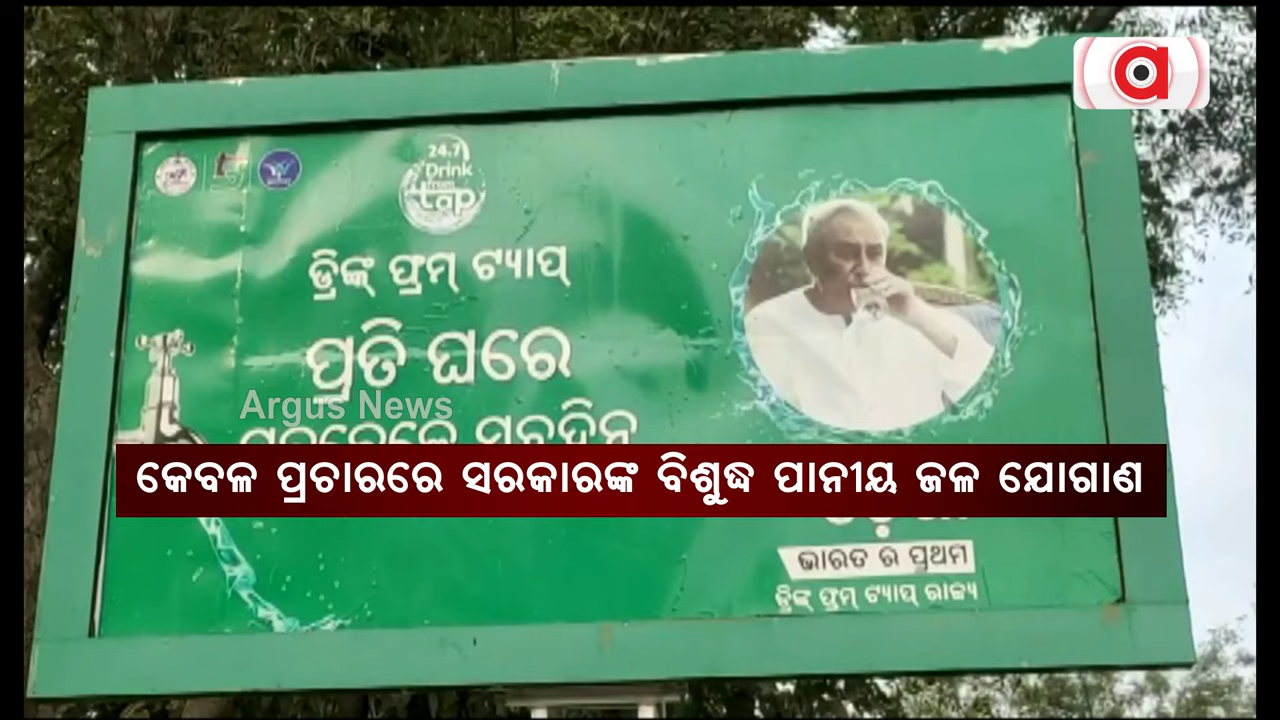 24.7
Drink
from
tap
ଡ୍ରିଙ୍କ୍ ଫ୍ରମ୍ ଟ୍ୟାପ୍
ପ୍ରତି ଘରେ
Argus News
କେବଳ ପ୍ରଚାରରେ ସରକାରଙ୍କ ବିଶୁଦ୍ଧ ପାନୀୟ ଜଳ ଯୋଗାଣ
ଭାରତ ର ପ୍ରଥମ
ଡ୍ରିଙ୍କ୍ ଫ୍ରମ୍ ଟ୍ୟାପ୍ ରାଜ୍ୟ